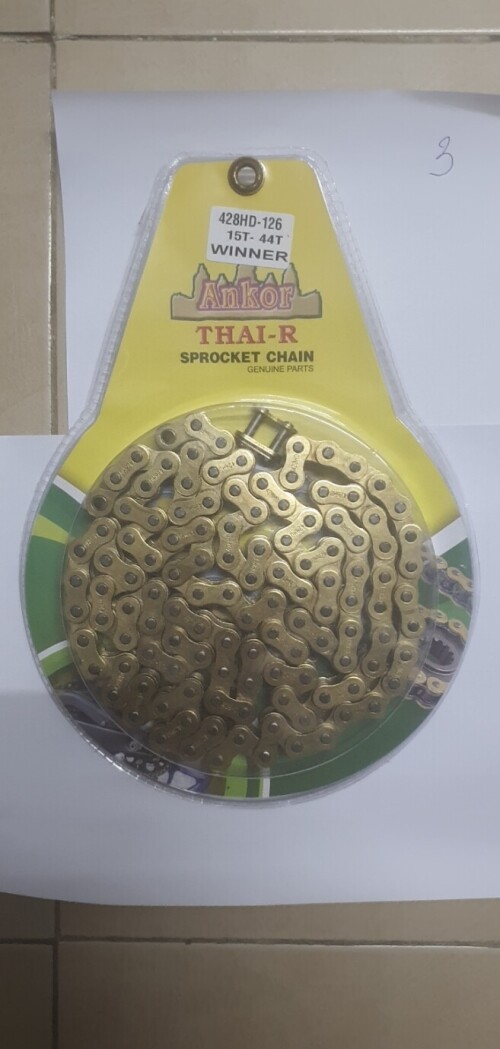 3
428HD-126
15T- 44T
WINNER
Ankor
THAI-R
SPROCKET CHAIN
GENUINE PARTS